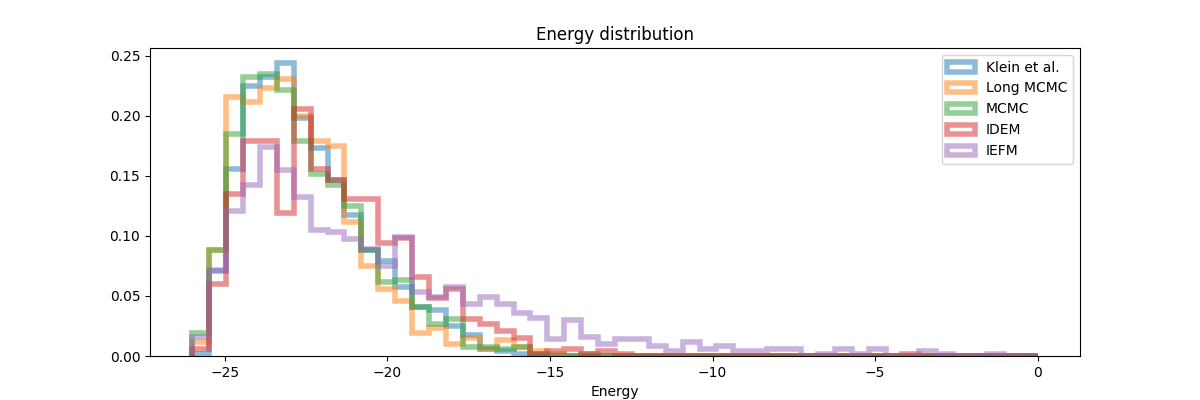 Energy distribution
0.25
0.20
0.15
0.10
0.05
0.00
Klein et al.
Long MCMC
MCMC
IDEM
IEFM
−25
−20
−15
−10
−5
0
Energy